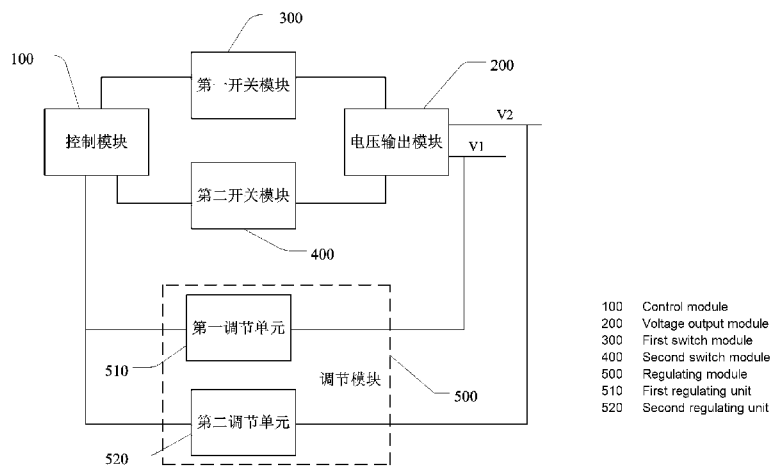 300
100
第一开关模块
200
V2
控制模块
电压输出模块
V1
第二开关模块
400
第一调节单元
510
调节模块
500
第二调节单元
520
100 Control module
200 Voltage output module
300 First switch module
400 Second switch module
500 Regulating module
510 First regulating unit
520 Second regulating unit